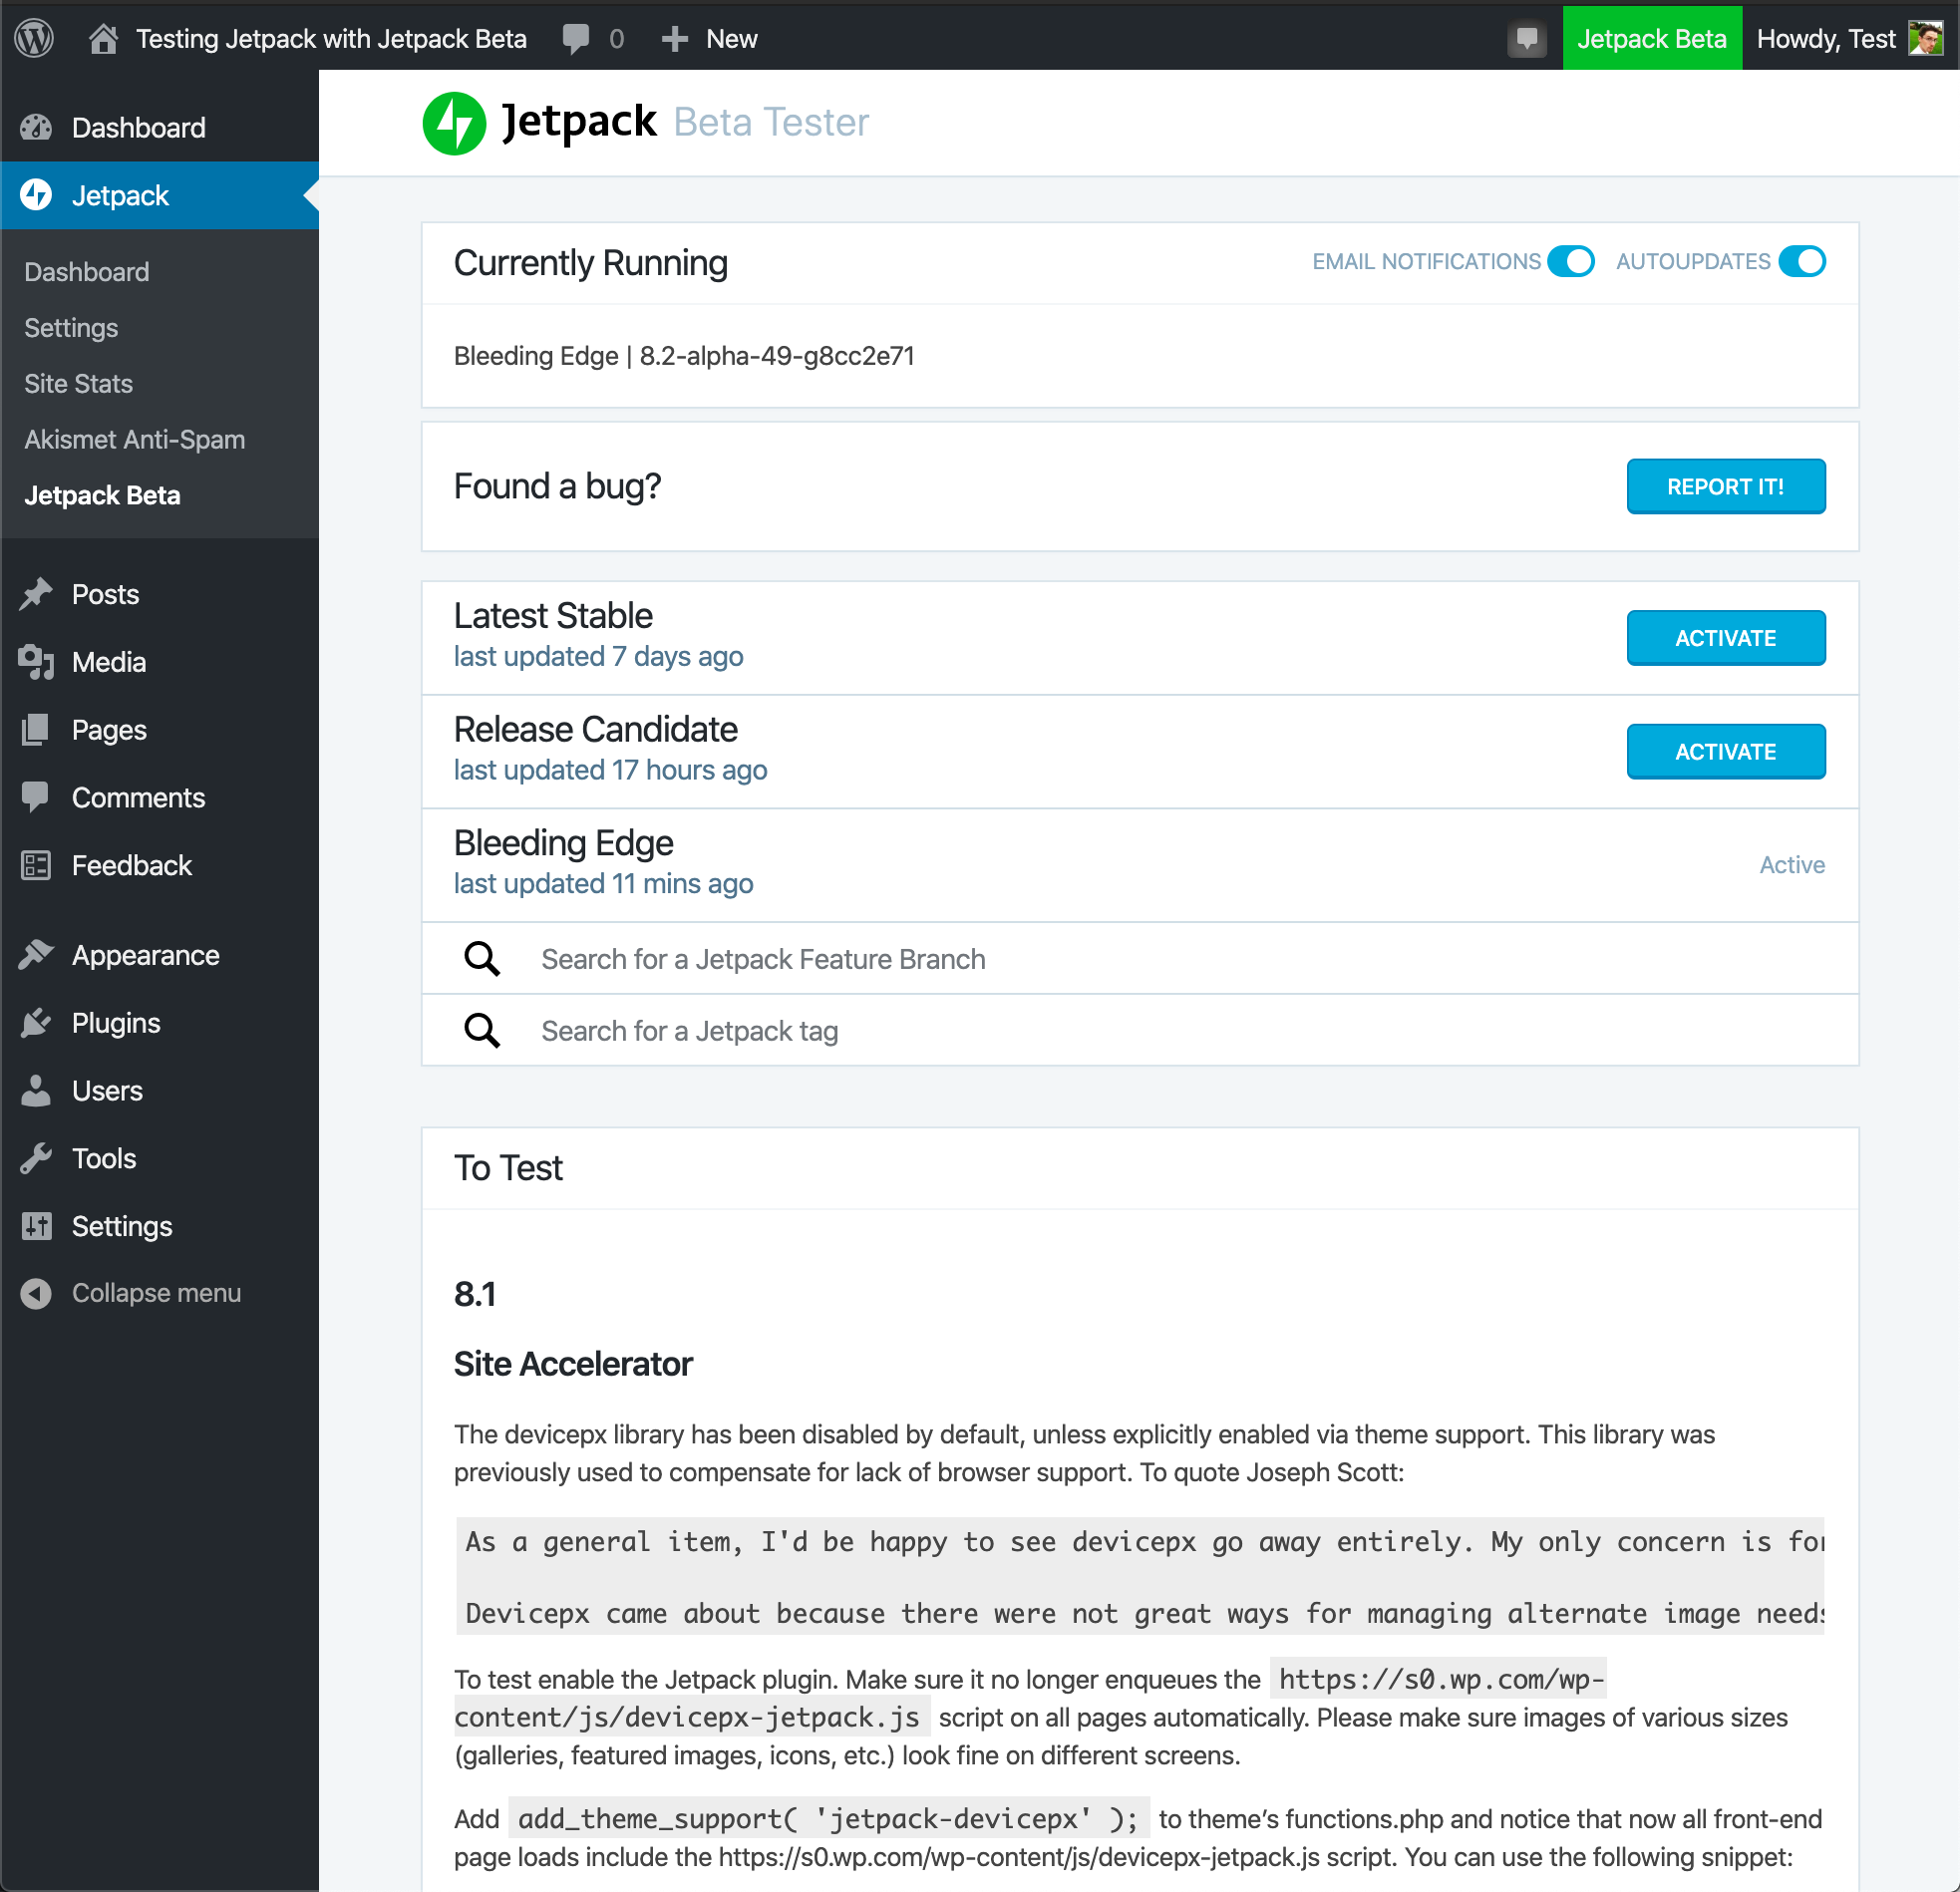 Testing Jetpack with Jetpack Beta 0 New Jetpack Beta Howdy, Test
Dashboard
Jetpack
Dashboard
Settings
Site Stats
Akismet Anti-Spam
Jetpack Beta
Posts
Media
Pages
Comments
Feedback
Appearance
Plugins
Users
Tools
Settings
Collapse menu
Jetpack Beta Tester
Currently Running
EMAIL NOTIFICATIONS AUTOUPDATES
Bleeding Edge | 8.2-alpha-49-g8cc2e71
Found a bug?
REPORT IT!
Latest Stable
last updated 7 days ago
ACTIVATE
Release Candidate
last updated 17 hours ago
ACTIVATE
Bleeding Edge
last updated 11 mins ago
Active
Search for a Jetpack Feature Branch
Search for a Jetpack tag
To Test
8.1
Site Accelerator
The devicepx library has been disabled by default, unless explicitly enabled via theme support. This library was
previously used to compensate for lack of browser support. To quote Joseph Scott:
As a general item, I'd be happy to see devicepx go away entirely. My only concern is for
Devicepx came about because there were not great ways for managing alternate image needs
To test enable the Jetpack plugin. Make sure it no longer enqueues the https://s0.wp.com/wp-
content/js/devicepx-jetpack.js script on all pages automatically. Please make sure images of various sizes
(galleries, featured images, icons, etc.) look fine on different screens.
Add add_theme_support( 'jetpack-devicepx' ); to theme’s functions.php and notice that now all front-end
page loads include the https://s0.wp.com/wp-content/js/devicepx-jetpack.js script. You can use the following snippet: